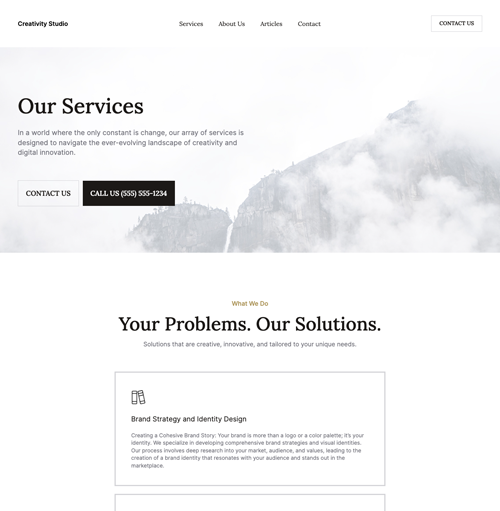 Creativity Studio
Services
About Us
Articles
Contact
CONTACT US
Our Services
In a world where the only constant is change, our array of services is
designed to navigate the ever-evolving landscape of creativity and
digital innovation.
CONTACT US
CALL US (555) 555-1234
What We Do
Your Problems. Our Solutions.
Solutions that are creative, innovative, and tailored to your unique needs.
Brand Strategy and Identity Design
Creating a Cohesive Brand Story: Your brand is more than a logo or a color palette; it's your
identity. We specialize in developing comprehensive brand strategies and visual identities.
Our process involves deep research into your market, audience, and values, leading to the
creation of a brand identity that resonates with your audience and stands out in the
marketplace.